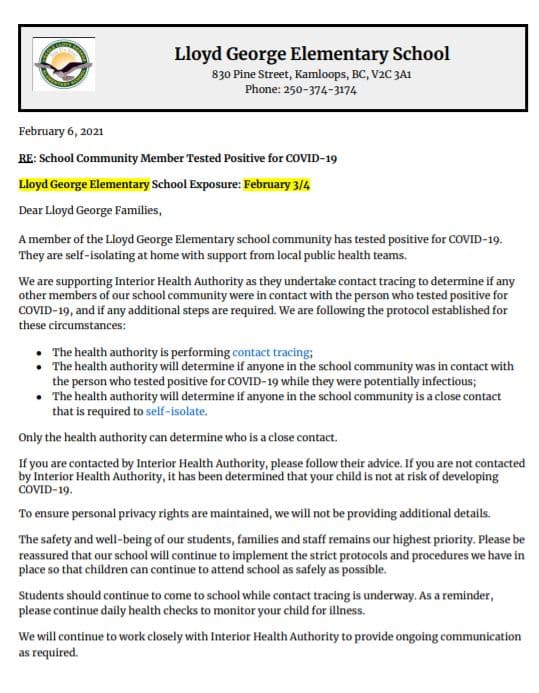 Lloyd George Elementary School
830 Pine Street, Kamloops, BC, V2C 3A1
Phone: 250-374-3174
February 6, 2021
RE: School Community Member Tested Positive for COVID-19
Lloyd George Elementary School Exposure: February 3/4
Dear Lloyd George Families,
A member of the Lloyd George Elementary school community has tested positive for COVID-19.
They are self-isolating at home with support from local public health teams.
We are supporting Interior Health Authority as they undertake contact tracing to determine if any
other members of our school community were in contact with the person who tested positive for
COVID-19, and if any additional steps are required. We are following the protocol established for
these circumstances:
• The health authority is performing contact tracing;
• The health authority will determine if anyone in the school community was in contact with
the person who tested positive for COVID-19 while they were potentially infectious;
• The health authority will determine if anyone in the school community is a close contact
that is required to self-isolate.
Only the health authority can determine who is a close contact.
If you are contacted by Interior Health Authority, please follow their advice. If you are not contacted
by Interior Health Authority, it has been determined that your child is not at risk of developing
COVID-19.
To ensure personal privacy rights are maintained, we will not be providing additional details.
The safety and well-being of our students, families and staff remains our highest priority. Please be
reassured that our school will continue to implement the strict protocols and procedures we have in
place so that children can continue to attend school as safely as possible.
Students should continue to come to school while contact tracing is underway. As a reminder,
please continue daily health checks to monitor your child for illness.
We will continue to work closely with Interior Health Authority to provide ongoing communication
as required.